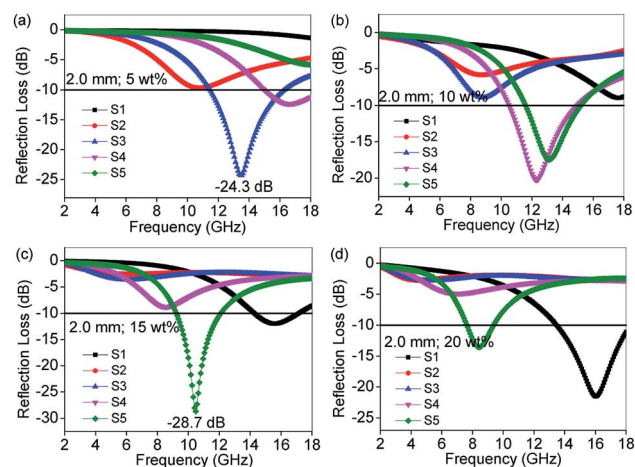 (a)
Reflection Loss (dB)
0
-5
-10
-15
-20
-25
2.0 mm; 5 wt%
S1
S2
S3
S4
S5
-24.3 dB
2 4 6 8 10 12 14 16 18
Frequency (GHz)
(b)
Reflection Loss (dB)
0
-5
-10
-15
-20
-25
2.0 mm; 10 wt%
S1
S2
S3
S4
S5
2 4 6 8 10 12 14 16 18
Frequency (GHz)
(c)
Reflection Loss (dB)
0
-5
-10
-15
-20
-25
-30
2.0 mm; 15 wt%
S1
S2
S3
S4
S5
-28.7 dB
2 4 6 8 10 12 14 16 18
Frequency (GHz)
(d)
Reflection Loss (dB)
0
-5
-10
-15
-20
-25
2.0 mm; 20 wt%
S1
S2
S3
S4
S5
2 4 6 8 10 12 14 16 18
Frequency (GHz)